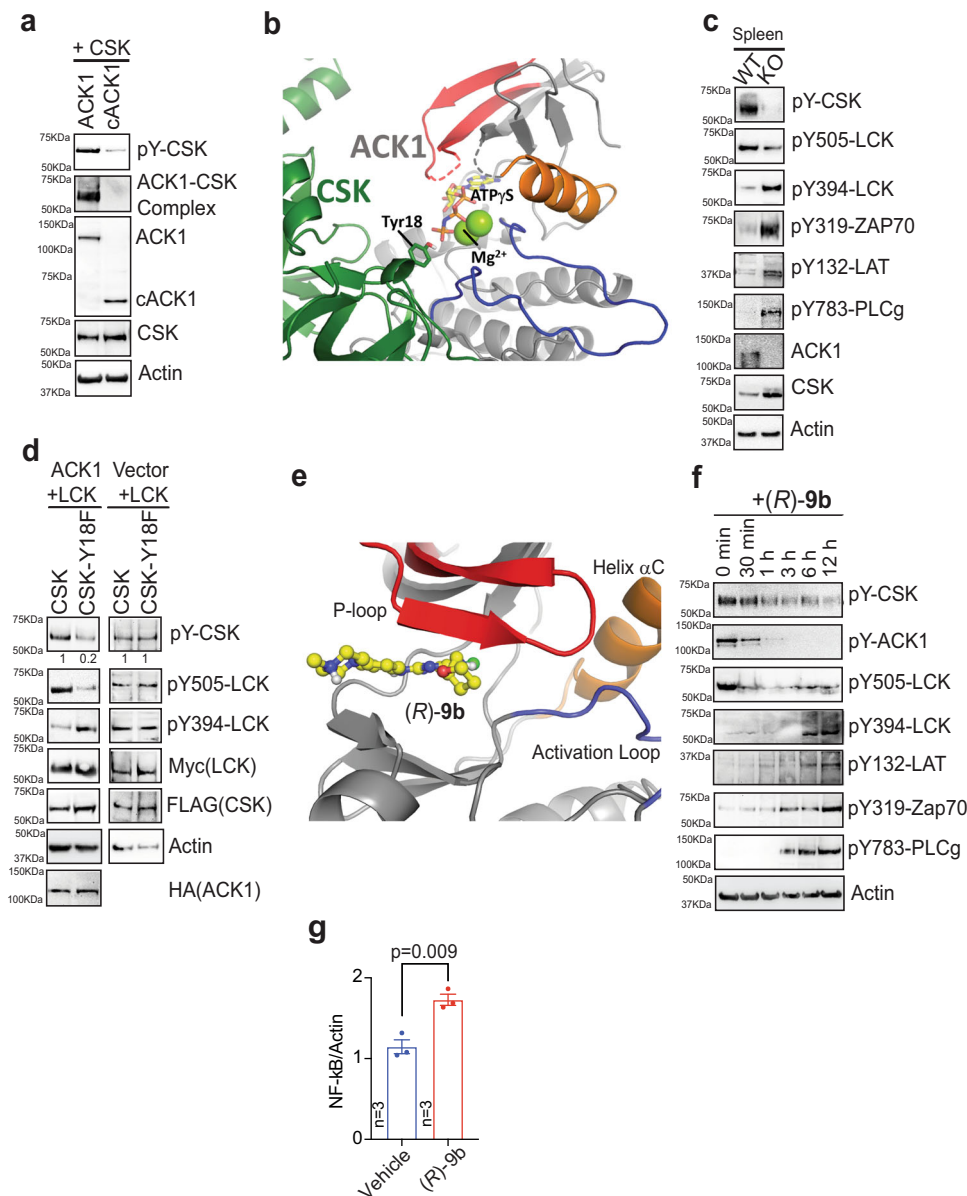 a
+ CSK
ACK1
cACK1
75KDa
50KDa
pY-CSK
75KDa
50KDa
ACK1-CSK
Complex
150KDa
100KDa
ACK1
50KDa
cACK1
75KDa
50KDa
CSK
50KDa
37KDa
Actin
b
ACK1
CSK
ATPγS
Tyr18
Mg2+
c
Spleen
WT
KO
75KDa
50KDa
pY-CSK
50KDa
pY505-LCK
50KDa
pY394-LCK
75KDa
pY319-ZAP70
37KDa
pY132-LAT
150KDa
pY783-PLCg
150KDa
100KDa
ACK1
75KDa
50KDa
CSK
50KDa
37KDa
Actin
d
ACK1
+LCK
Vector
+LCK
CSK
CSK-Y18F
CSK
CSK-Y18F
75KDa
50KDa
pY-CSK
1 0.2 1 1
75KDa
50KDa
pY505-LCK
75KDa
50KDa
pY394-LCK
75KDa
50KDa
Myc(LCK)
75KDa
50KDa
FLAG(CSK)
50KDa
37KDa
Actin
150KDa
100KDa
HA(ACK1)
e
Helix αC
P-loop
(R)-9b
Activation Loop
f
+(R)-9b
0 min
30 min
1 h
3 h
6 h
12 h
75KDa
50KDa
pY-CSK
150KDa
100KDa
pY-ACK1
75KDa
50KDa
pY505-LCK
75KDa
50KDa
pY394-LCK
37KDa
pY132-LAT
75KDa
50KDa
pY319-Zap70
150KDa
100KDa
pY783-PLCg
50KDa
37KDa
Actin
g
p=0.009
NF-kB/Actin
2
1
0
n=3
n=3
Vehicle
(R)-9b